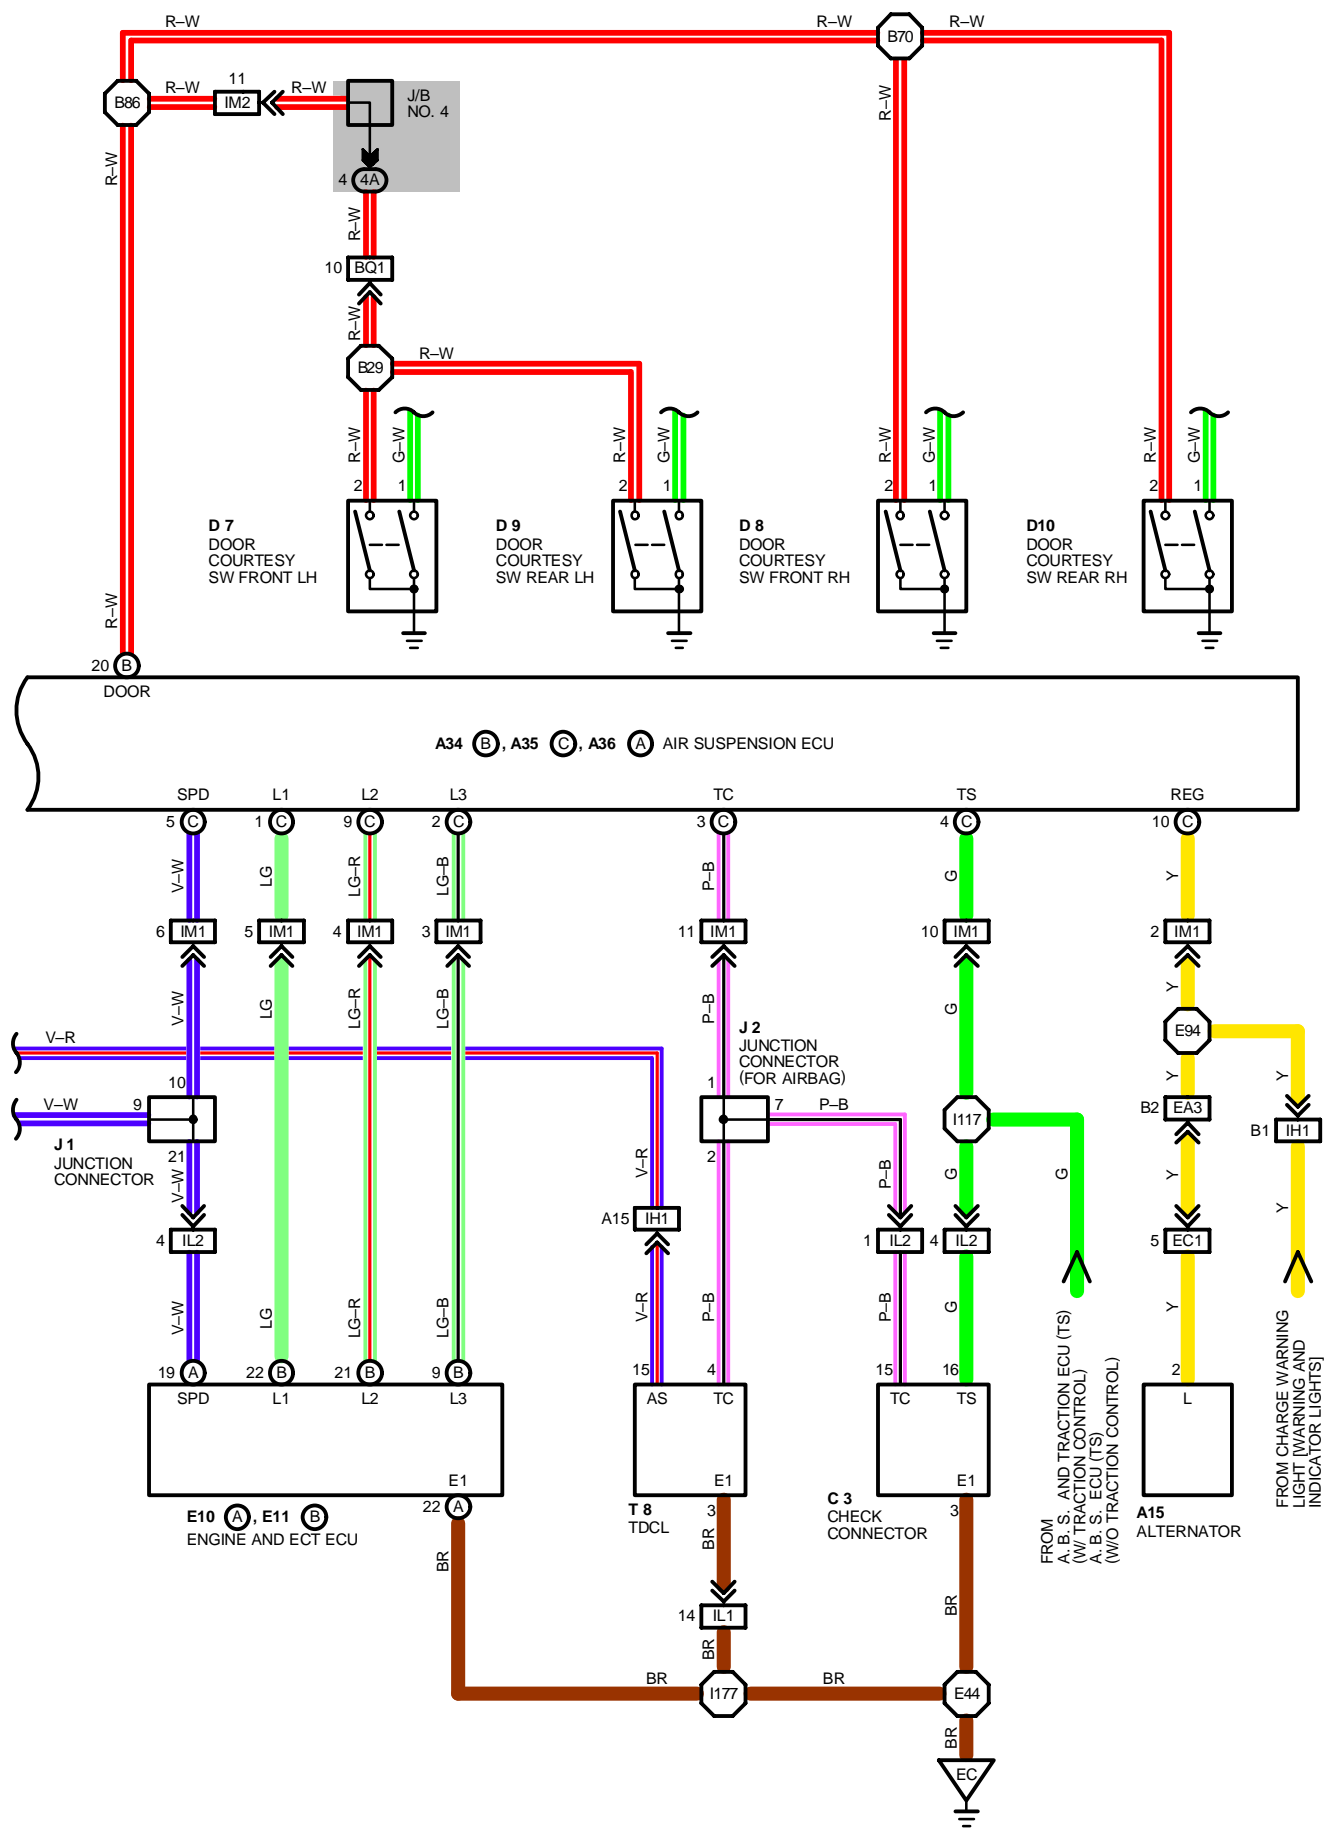 R–W
R–W
R–W
B70
B86
R–W
11
IM2
R–W
J/B
NO. 4
R–W
R–W
4
4A
R–W
10
BQ1
R–W
B29
R–W
R–W
G–W
R–W
G–W
R–W
G–W
R–W
G–W
2
1
2
1
2
1
2
1
D 7
DOOR
COURTESY
SW FRONT LH
D 9
DOOR
COURTESY
SW REAR LH
D 8
DOOR
COURTESY
SW FRONT RH
D10
DOOR
COURTESY
SW REAR RH
R–W
20
B
DOOR
A34 B , A35 C , A36 A AIR SUSPENSION ECU
SPD
L1
L2
L3
TC
TS
REG
5 C
1 C
9 C
2 C
3 C
4 C
10 C
V–W
LG
LG–R
LG–B
P–B
G
Y
6 IM1
5 IM1
4 IM1
3 IM1
11 IM1
10 IM1
2 IM1
V–W
LG
LG–R
LG–B
P–B
G
Y
V–R
J 2
JUNCTION
CONNECTOR
(FOR AIRBAG)
E94
10
1
Y
Y
V–W
9
7
P–B
I117
B2 EA3
B1 IH1
J 1
JUNCTION
CONNECTOR
21
2
V–W
V–R
P–B
G
G
Y
Y
4 IL2
A15 IH1
1 IL2
4 IL2
5 EC1
V–W
LG
LG–R
LG–B
V–R
P–B
P–B
G
Y
19 A
22 B
21 B
9 B
15
4
15
16
2
SPD
L1
L2
L3
AS
TC
TC
TS
L
E1
E1
E1
22 A
3
3
E10 A , E11 B
ENGINE AND ECT ECU
T 8
TDCL
C 3
CHECK
CONNECTOR
A15
ALTERNATOR
FROM
A. B. S. AND TRACTION ECU (TS)
(W/ TRACTION CONTROL)
A. B. S. ECU (TS)
(W/O TRACTION CONTROL)
FROM CHARGE WARNING
LIGHT [WARNING AND
INDICATOR LIGHTS]
BR
BR
BR
14 IL1
BR
BR
I177
BR
E44
BR
EC